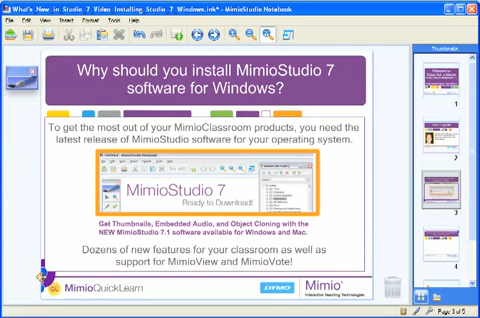 What's New in Studio 7 Video Installing Studio 7 Windows.ink* - MimioStudio Notebook
File Edit View Insert Format Tools Help
Thumbnails
Why should you install MimioStudio 7
software for Windows?
To get the most out of your MimioClassroom products, you need the
latest release of MimioStudio software for your operating system.
MimioStudio 7
Ready to Download!
Get Thumbnails, Embedded Audio, and Object Cloning with the
NEW MimioStudio 7.1 software available for Windows and Mac.
Dozens of new features for your classroom as well as
support for MimioView and MimioVote!
MimioQuickLearn
DYMO
Mimio
Interactive Teaching Technologies
1
2
3
4
Page 3 of 5